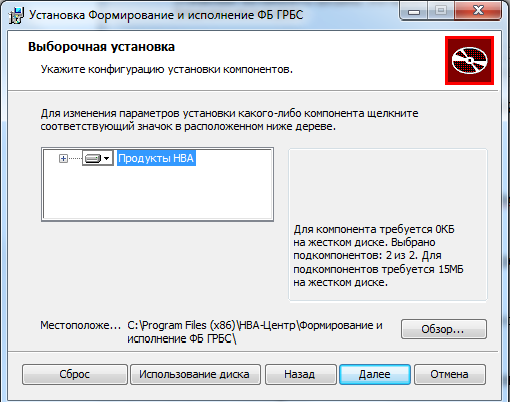 Установка Формирование и исполнение ФБ ГРБС
Выборочная установка
Укажите конфигурацию установки компонентов.
Для изменения параметров установки какого-либо компонента щелкните
соответствующий значок в расположенном ниже дереве.
Продукты НВА
Для компонента требуется 0КБ
на жестком диске. Выбрано
подкомпонентов: 2 из 2. Для
подкомпонентов требуется 15МБ
на жестком диске.
Местоположе... C:\Program Files (x86)\НВА-Центр\Формирование и
исполнение ФБ ГРБС\
Обзор...
Сброс Использование диска Назад Далее Отмена